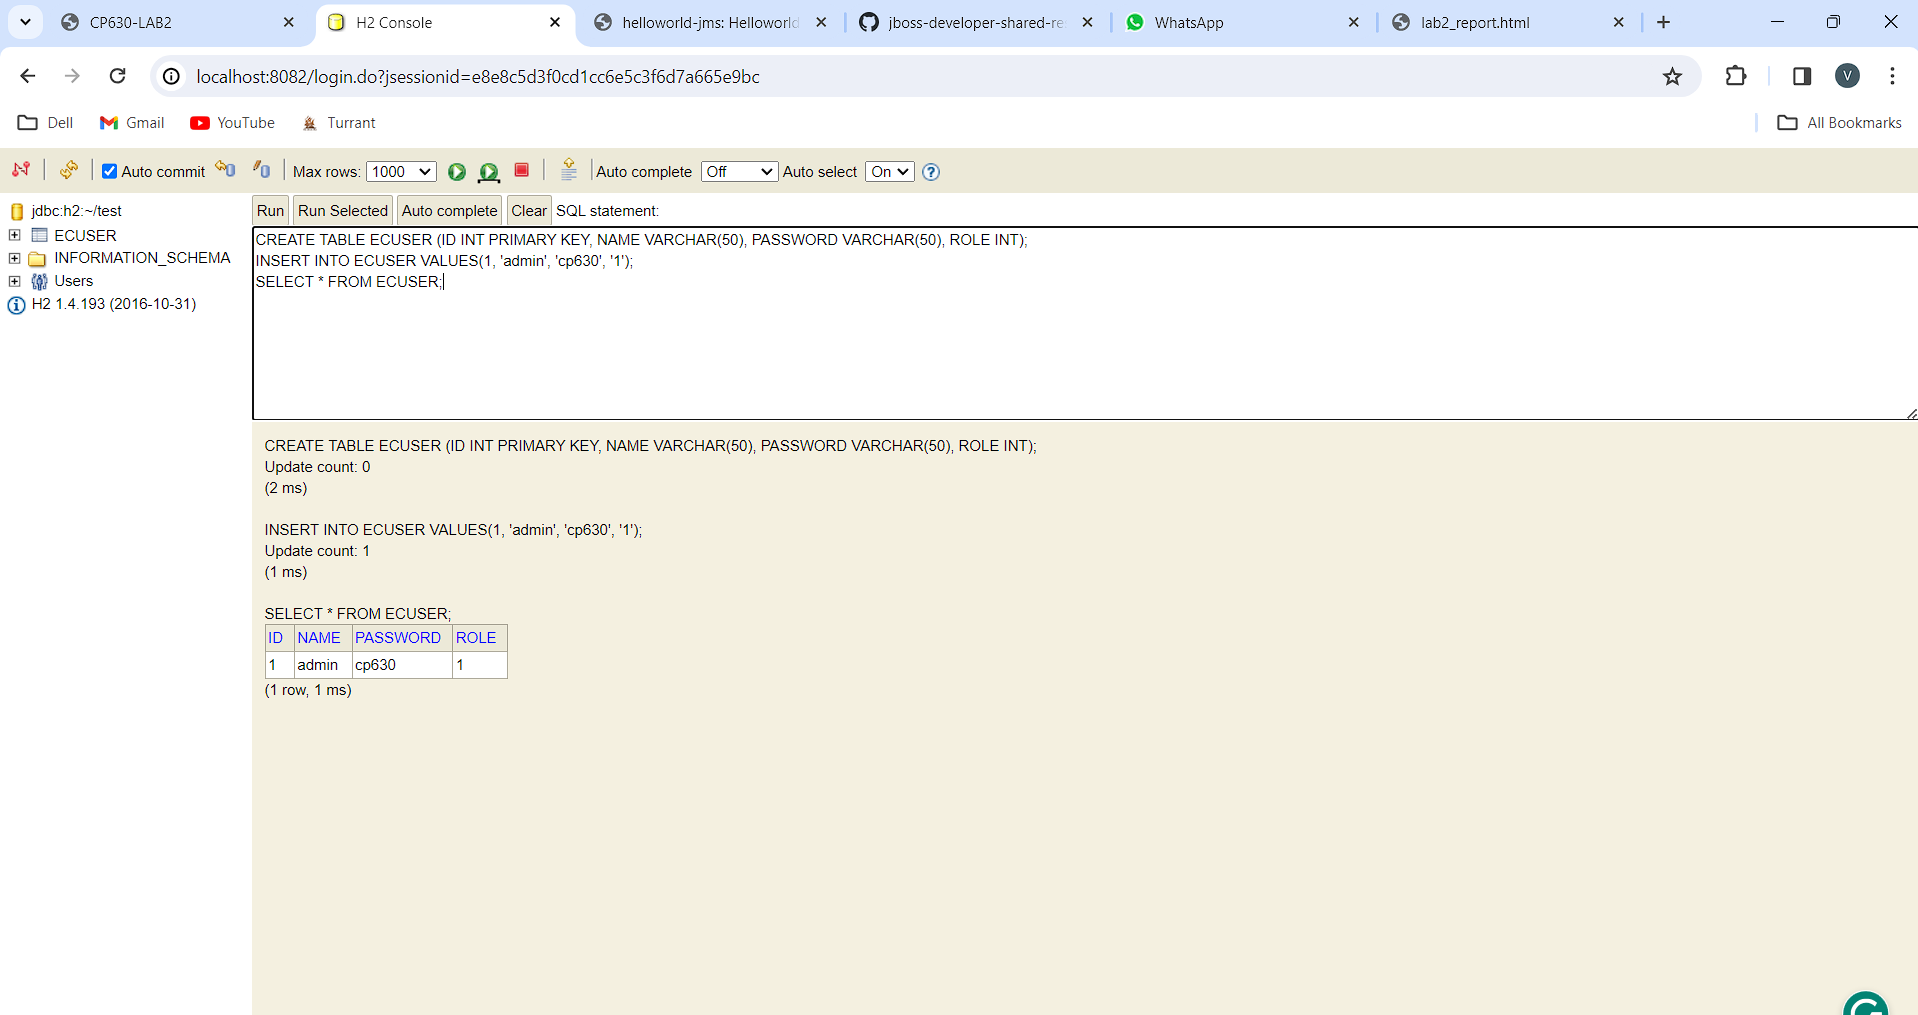 CP630-LAB2
H2 Console
helloworld-jms: Helloworld
jboss-developer-shared-re
WhatsApp
lab2_report.html
localhost:8082/login.do?jsessionid=e8e8c5d3f0cd1cc6e5c3f6d7a665e9bc
V
Dell
Gmail
YouTube
Turrant
All Bookmarks
Auto commit
Max rows: 1000
Auto complete Off
Auto select On
jdbc:h2:~/test
ECUSER
INFORMATION_SCHEMA
Users
H2 1.4.193 (2016-10-31)
Run
Run Selected
Auto complete
Clear
SQL statement:
CREATE TABLE ECUSER (ID INT PRIMARY KEY, NAME VARCHAR(50), PASSWORD VARCHAR(50), ROLE INT);
INSERT INTO ECUSER VALUES(1, 'admin', 'cp630', '1');
SELECT * FROM ECUSER;
CREATE TABLE ECUSER (ID INT PRIMARY KEY, NAME VARCHAR(50), PASSWORD VARCHAR(50), ROLE INT);
Update count: 0
(2 ms)
INSERT INTO ECUSER VALUES(1, 'admin', 'cp630', '1');
Update count: 1
(1 ms)
SELECT * FROM ECUSER;
ID NAME PASSWORD ROLE
1 admin cp630 1
(1 row, 1 ms)